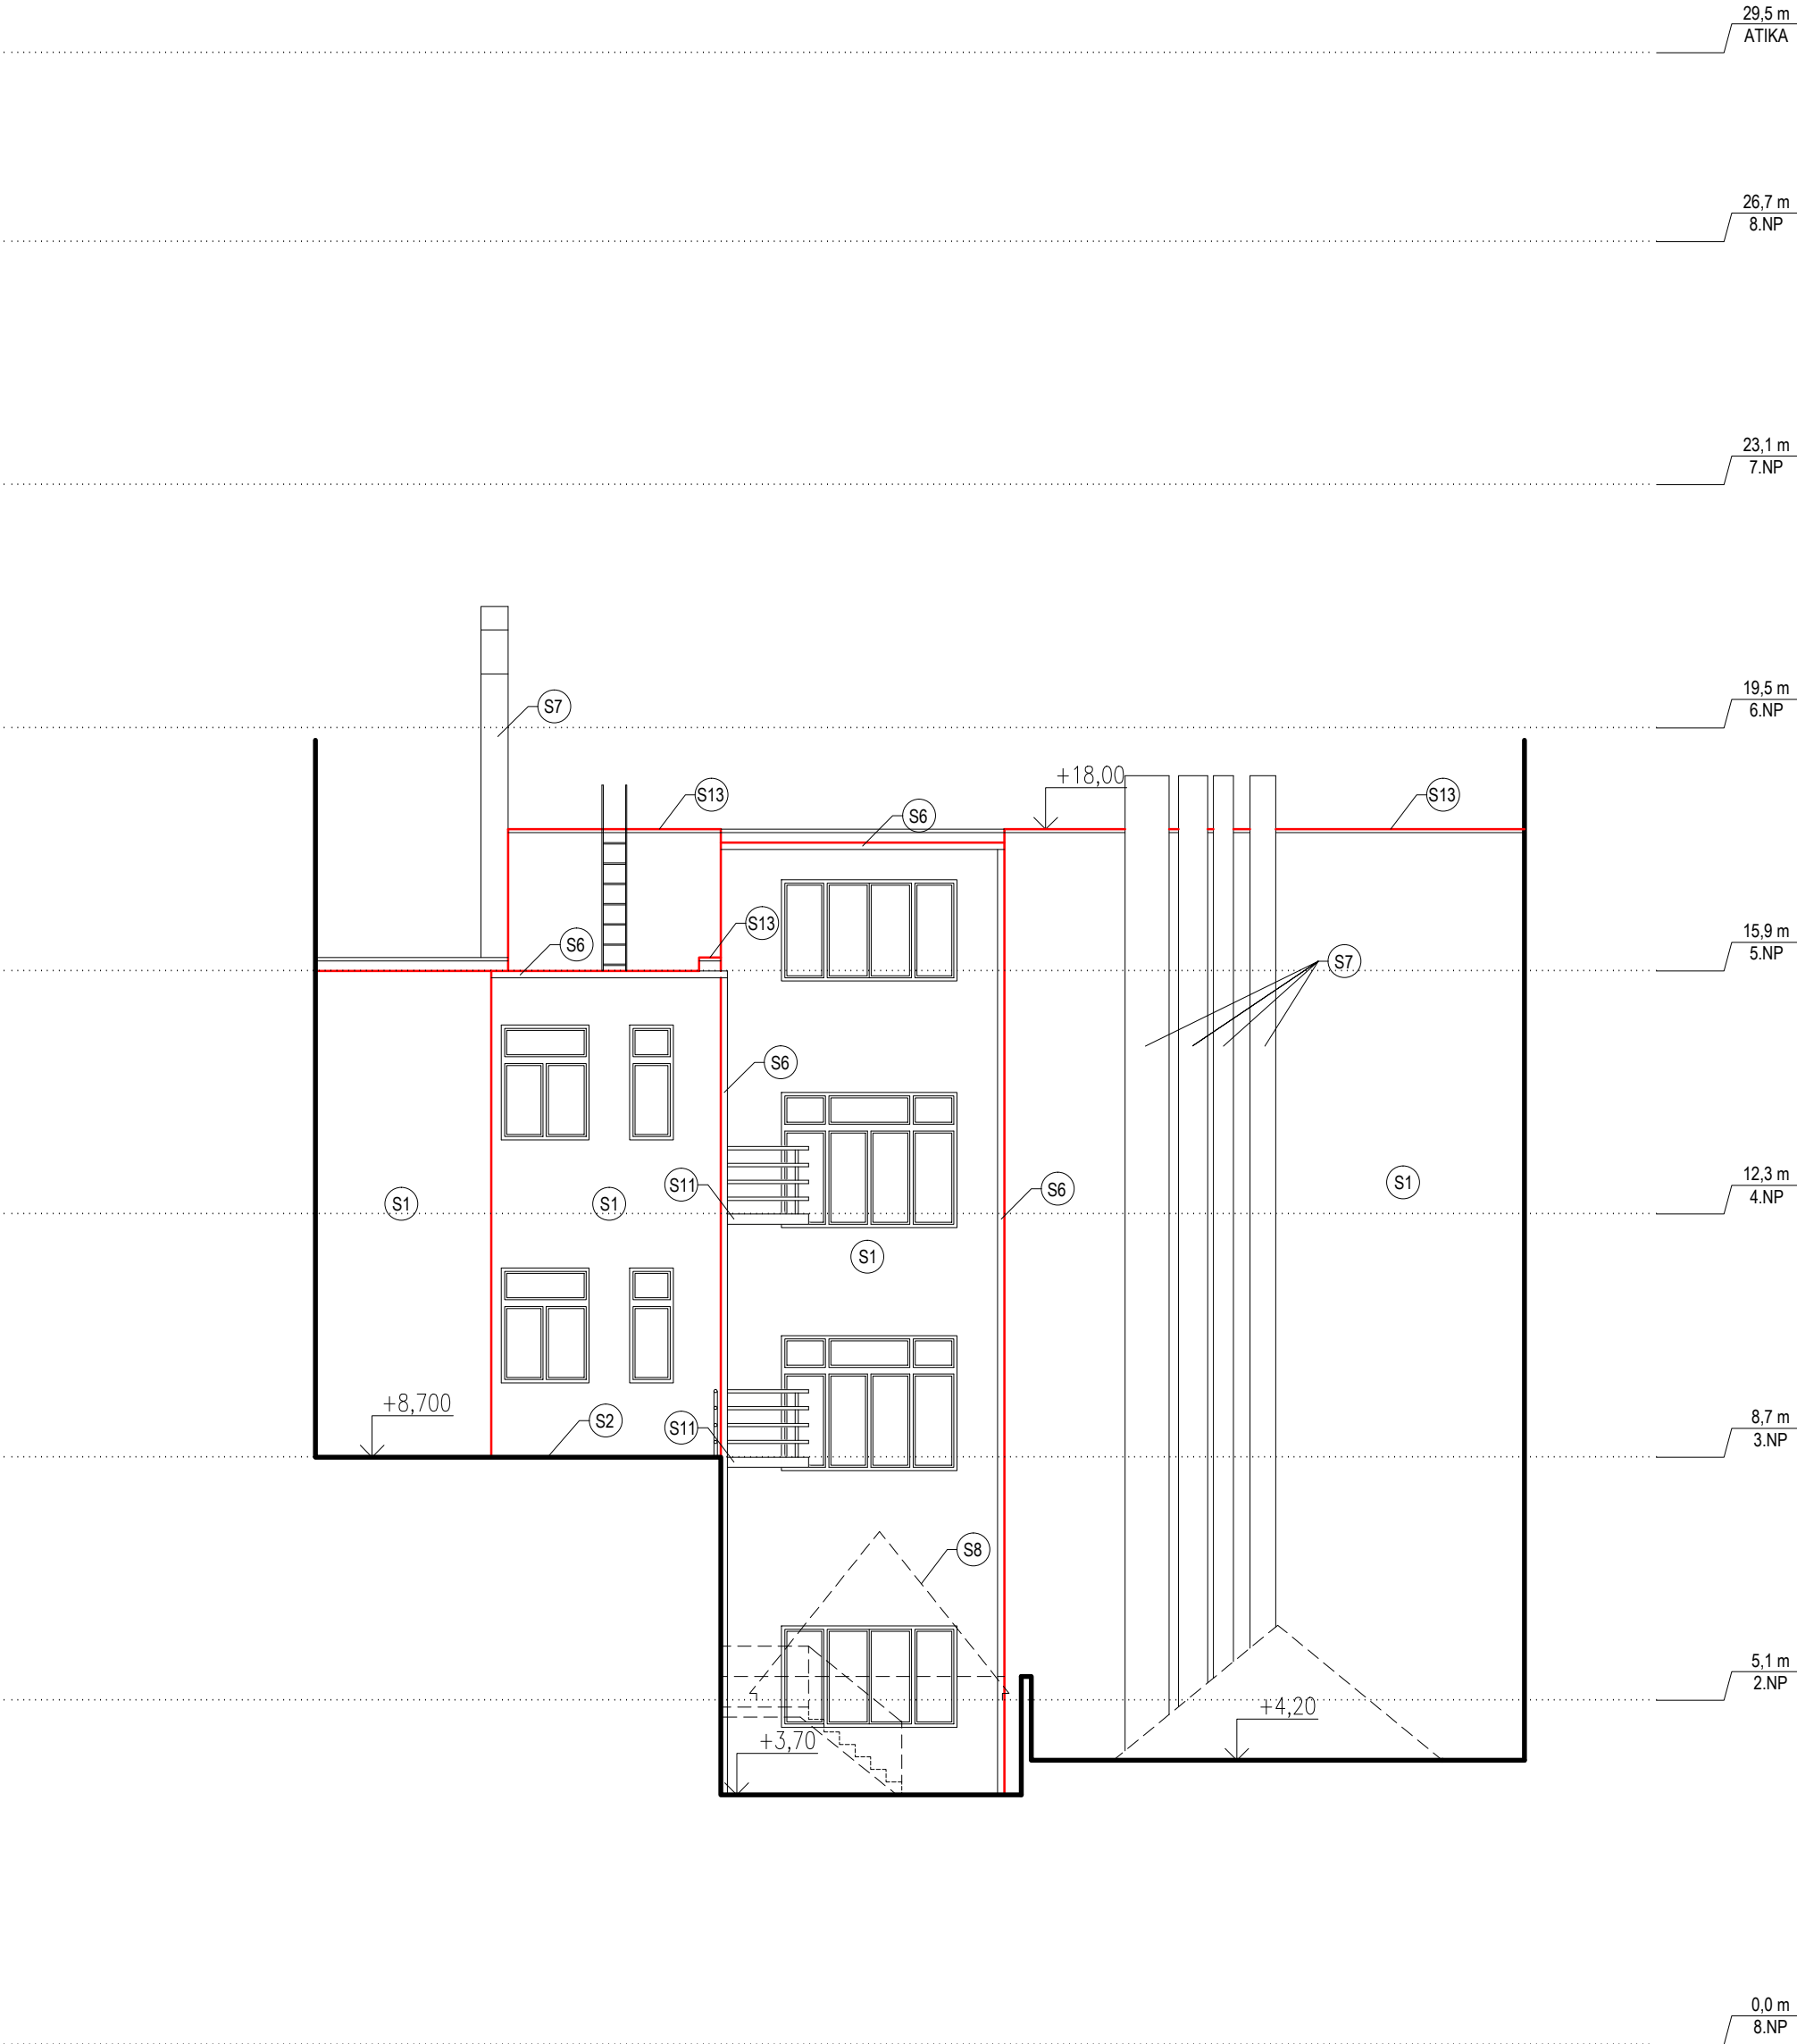 29,5 m
ATIKA
26,7 m
8.NP
23,1 m
7.NP
19,5 m
6.NP
S7
+18,00
S13
S13
S6
S13
15,9 m
5.NP
S6
S7
S6
12,3 m
4.NP
S11
S6
S1
S1
S1
S1
+8,700
S2
S11
8,7 m
3.NP
S8
5,1 m
2.NP
+4,20
+3,70
0,0 m
8.NP